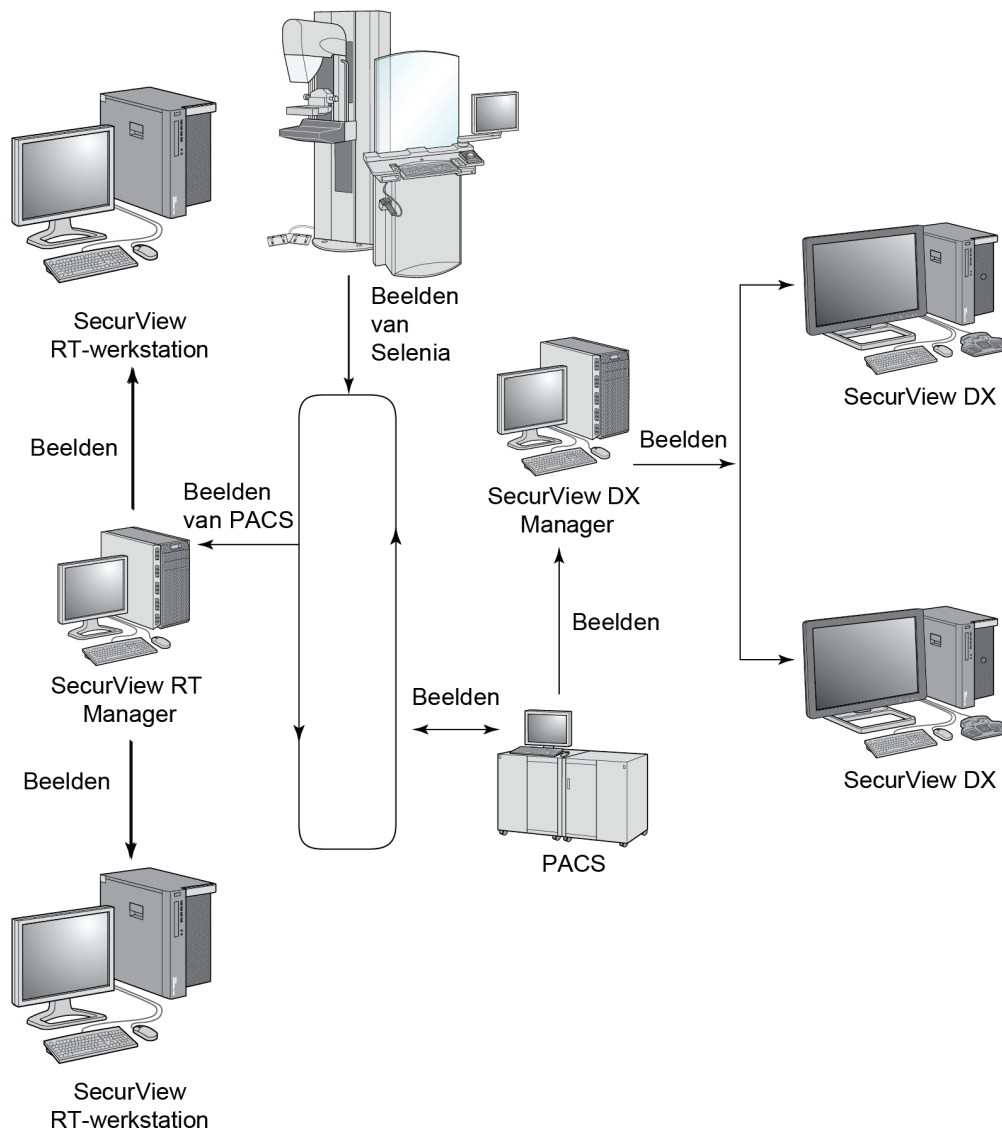 Beelden
van
Selenia
SecurView
RT-werkstation
SecurView DX
Beelden
Beelden
SecurView DX
Manager
Beelden
van PACS
Beelden
SecurView RT
Manager
Beelden
SecurView DX
Beelden
PACS
SecurView
RT-werkstation